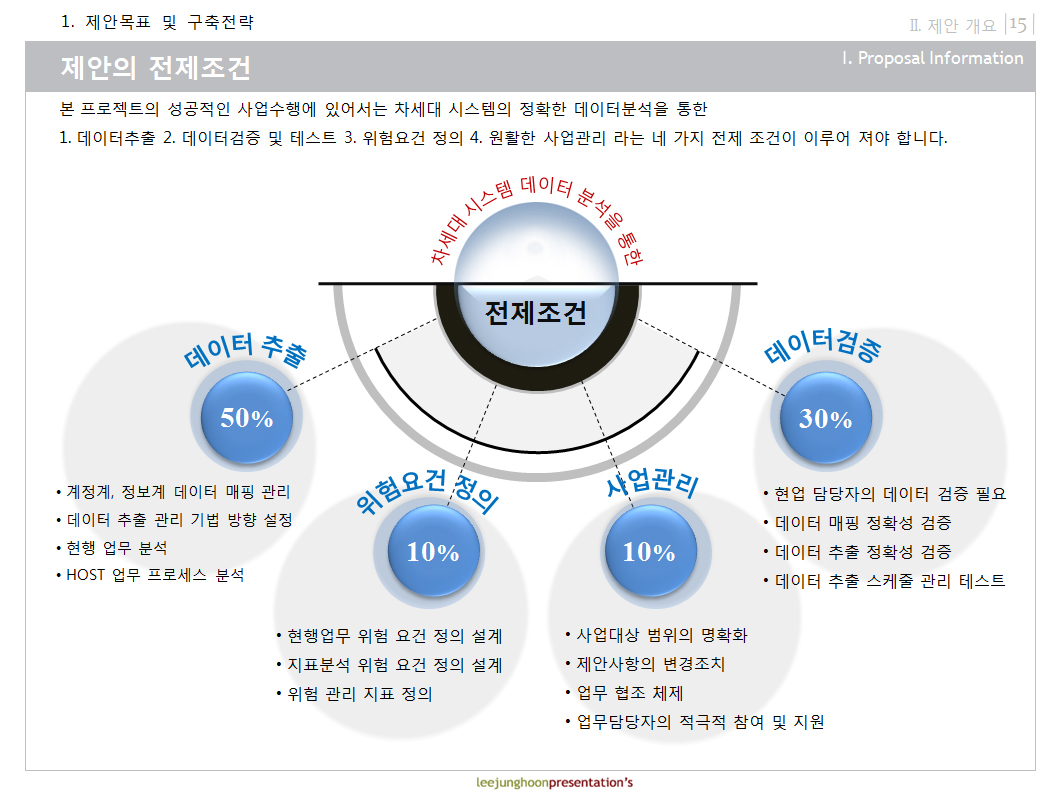 1. 제안목표 및 구축전략
II. 제안 개요 15
제안의 전제조건
I. Proposal Information
본 프로젝트의 성공적인 사업수행에 있어서는 차세대 시스템의 정확한 데이터분석을 통한
1. 데이터추출 2. 데이터검증 및 테스트 3. 위험요건 정의 4. 원활한 사업관리 라는 네 가지 전제 조건이 이루어 져야 합니다.
차세대 시스템 데이터 분석을 통한
전제조건
데이터 추출
50%
• 계정계, 정보계 데이터 매핑 관리
• 데이터 추출 관리 기법 방향 설정
• 현행 업무 분석
• HOST 업무 프로세스 분석
위험요건 정의
10%
• 현행업무 위험 요건 정의 설계
• 지표분석 위험 요건 정의 설계
• 위험 관리 지표 정의
사업관리
10%
• 사업대상 범위의 명확화
• 제안사항의 변경조치
• 업무 협조 체제
• 업무담당자의 적극적 참여 및 지원
데이터검증
30%
• 현업 담당자의 데이터 검증 필요
• 데이터 매핑 정확성 검증
• 데이터 추출 정확성 검증
• 데이터 추출 스케줄 관리 테스트
leejunghoonpresentation's